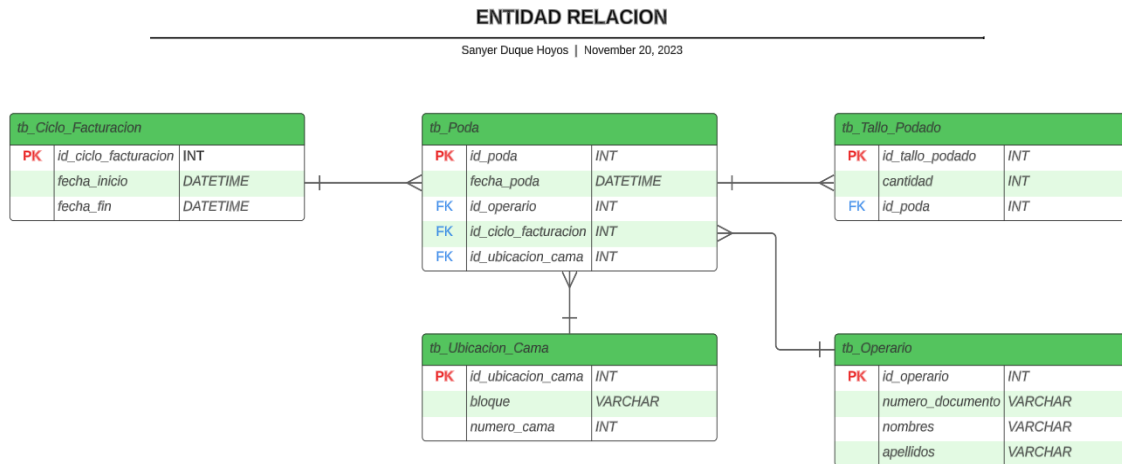 ENTIDAD RELACION
Sanyer Duque Hoyos | November 20, 2023
tb_Ciclo_Facturacion
PK id_ciclo_facturacion INT
fecha_inicio DATETIME
fecha_fin DATETIME
tb_Poda
PK id_poda INT
fecha_poda DATETIME
FK id_operario INT
FK id_ciclo_facturacion INT
FK id_ubicacion_cama INT
tb_Tallo_Podado
PK id_tallo_podado INT
cantidad INT
FK id_poda INT
tb_Ubicacion_Cama
PK id_ubicacion_cama INT
bloque VARCHAR
numero_cama INT
tb_Operario
PK id_operario INT
numero_documento VARCHAR
nombres VARCHAR
apellidos VARCHAR